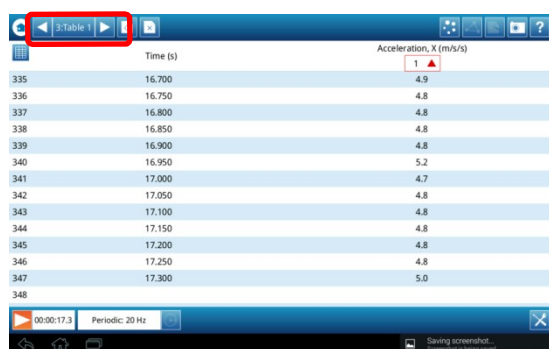 3:Table 1
?
Time (s) Acceleration, X (m/s/s)
1
335 16.700 4.9
336 16.750 4.8
337 16.800 4.8
338 16.850 4.8
339 16.900 4.8
340 16.950 5.2
341 17.000 4.7
342 17.050 4.8
343 17.100 4.8
344 17.150 4.8
345 17.200 4.8
346 17.250 4.8
347 17.300 5.0
348
00:00:17.3 Periodic: 20 Hz
Saving screenshot...
Screenshot is being saved